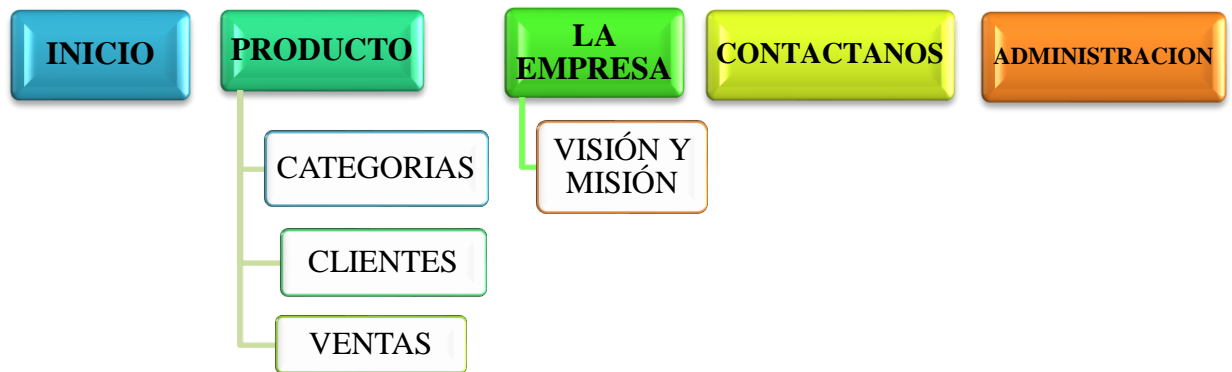 INICIO
PRODUCTO
CATEGORIAS
CLIENTES
VENTAS
LA
EMPRESA
VISIÓN Y
MISIÓN
CONTACTANOS
ADMINISTRACION